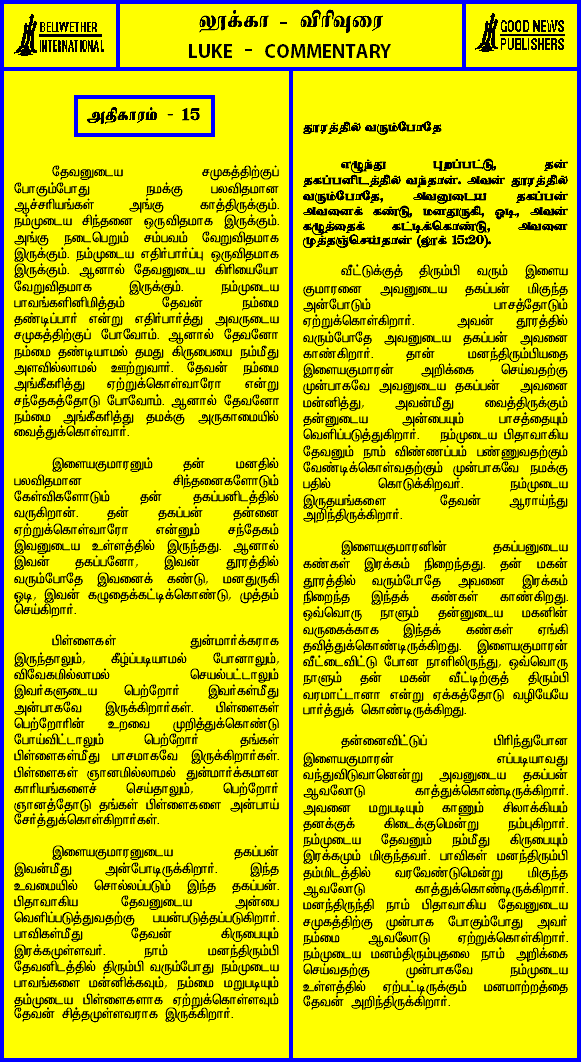 BELLWETHER
INTERNATIONAL
லூக்கா - விரிவுரை
LUKE - COMMENTARY
GOOD NEWS
PUBLISHERS
அதிகாரம் - 15
தேவனுடைய சமுகத்திற்குப்
போகும்போது நமக்கு பலவிதமான
ஆச்சரியங்கள் அங்கு காத்திருக்கும்.
நம்முடைய சிந்தனை ஒருவிதமாக இருக்கும்.
அங்கு நடைபெறும் சம்பவம் வேறுவிதமாக
இருக்கும். நம்முடைய எதிர்பார்ப்பு ஒருவிதமாக
இருக்கும். ஆனால் தேவனுடைய கிரியையோ
வேறுவிதமாக இருக்கும். நம்முடைய
பாவங்களினிமித்தம் தேவன் நம்மை
தண்டிப்பார் என்று எதிர்பார்த்து அவருடைய
சமுகத்திற்குப் போவோம். ஆனால் தேவனோ
நம்மை தண்டியாமல் தமது கிருபையை நம்மீது
அளவில்லாமல் ஊற்றுவார். தேவன் நம்மை
அங்கீகரித்து ஏற்றுக்கொள்வாரோ என்று
சந்தேகத்தோடு போவோம். ஆனால் தேவனோ
நம்மை அங்கீகரித்து தமக்கு அருகாமையில்
வைத்துக்கொள்வார்.
இளையகுமாரனும் தன் மனதில்
பலவிதமான சிந்தனைகளோடும்
கேள்விகளோடும் தன் தகப்பனிடத்தில்
வருகிறான். தன் தகப்பன் தன்னை
ஏற்றுக்கொள்வாரோ என்னும் சந்தேகம்
இவனுடைய உள்ளத்தில் இருந்தது. ஆனால்
இவன் தகப்பனோ, இவன் தூரத்தில்
வரும்போதே இவனைக் கண்டு, மனதுருகி
ஓடி, இவன் கழுதைக்கட்டிக்கொண்டு, முத்தம்
செய்கிறார்.
பிள்ளைகள் துன்மார்க்கராக
இருந்தாலும், கீழ்ப்படியாமல் போனாலும்,
விவேகமில்லாமல் செயல்பட்டாலும்
இவர்களுடைய பெற்றோர் இவர்கள்மீது
அன்பாகவே இருக்கிறார்கள். பிள்ளைகள்
பெற்றோரின் உறவை முறித்துக்கொண்டு
போய்விட்டாலும் பெற்றோர் தங்கள்
பிள்ளைகள்மீது பாசமாகவே இருக்கிறார்கள்.
பிள்ளைகள் ஞானமில்லாமல் துன்மார்க்கமான
காரியங்களைச் செய்தாலும், பெற்றோர்
ஞானத்தோடு தங்கள் பிள்ளைகளை அன்பாய்
சேர்த்துக்கொள்கிறார்கள்.
இளையகுமாரனுடைய தகப்பன்
இவன்மீது அன்போடிருக்கிறார். இந்த
உவமையில் சொல்லப்படும் இந்த தகப்பன்.
பிதாவாகிய தேவனுடைய அன்பை
வெளிப்படுத்துவதற்கு பயன்படுத்தப்படுகிறார்.
பாவிகள்மீது தேவன் கிருபையும்
இரக்கமுள்ளவர். நாம் மனந்திரும்பி
தேவனிடத்தில் திரும்பி வரும்போது நம்முடைய
பாவங்களை மன்னிக்கவும், நம்மை மறுபடியும்
தம்முடைய பிள்ளைகளாக ஏற்றுக்கொள்ளவும்
தேவன் சித்தமுள்ளவராக இருக்கிறார்.
தூரத்தில் வரும்போதே
எழுந்து புறப்பட்டு, தன்
தகப்பனிடத்தில் வந்தான். அவன் தூரத்தில்
வரும்போதே, அவனுடைய தகப்பன்
அவனைக் கண்டு, மனதுருகி, ஓடி, அவன்
கழுத்தைக் கட்டிக்கொண்டு, அவனை
முத்தஞ்செய்தான் (லூக் 15:20).
வீட்டுக்குத் திரும்பி வரும் இளைய
குமாரனை அவனுடைய தகப்பன் மிகுந்த
அன்போடும் பாசத்தோடும்
ஏற்றுக்கொள்கிறார். அவன் தூரத்தில்
வரும்போதே அவனுடைய தகப்பன் அவனை
காண்கிறார். தான் மனந்திரும்பியதை
இளையகுமாரன் அறிக்கை செய்வதற்கு
முன்பாகவே அவனுடைய தகப்பன் அவனை
மன்னித்து, அவன்மீது வைத்திருக்கும்
தன்னுடைய அன்பையும் பாசத்தையும்
வெளிப்படுத்துகிறார். நம்முடைய பிதாவாகிய
தேவனும் நாம் விண்ணப்பம் பண்ணுவதற்கும்
வேண்டிக்கொள்வதற்கும் முன்பாகவே நமக்கு
பதில் கொடுக்கிறவர். நம்முடைய
இருதயங்களை தேவன் ஆராய்ந்து
அறிந்திருக்கிறார்.
இளையகுமாரனின் தகப்பனுடைய
கண்கள் இரக்கம் நிறைந்தது. தன் மகன்
தூரத்தில் வரும்போதே அவனை இரக்கம்
நிறைந்த இந்தக் கண்கள் காண்கிறது.
ஒவ்வொரு நாளும் தன்னுடைய மகனின்
வருகைக்காக இந்தக் கண்கள் ஏங்கி
தவித்துக்கொண்டிருக்கிறது. இளையகுமாரன்
வீட்டைவிட்டு போன நாளிலிருந்து, ஒவ்வொரு
நாளும் தன் மகன் வீட்டிற்குத் திரும்பி
வரமாட்டானா என்று ஏக்கத்தோடு வழியையே
பார்த்துக் கொண்டிருக்கிறது.
தன்னைவிட்டுப் பிரிந்துபோன
இளையகுமாரன் எப்படியாவது
வந்துவிடுவானென்று அவனுடைய தகப்பன்
ஆவலோடு காத்துக்கொண்டிருக்கிறார்.
அவனை மறுபடியும் காணும் சிலாக்கியம்
தனக்குக் கிடைக்குமென்று நம்புகிறார்.
நம்முடைய தேவனும் நம்மீது கிருபையும்
இரக்கமும் மிகுந்தவர். பாவிகள் மனந்திரும்பி
தம்மிடத்தில் வரவேண்டுமென்று மிகுந்த
ஆவலோடு காத்துக்கொண்டிருக்கிறார்.
மனந்திருந்தி நாம் பிதாவாகிய தேவனுடைய
சமுகத்திற்கு முன்பாக போகும்போது அவர்
நம்மை ஆவலோடு ஏற்றுக்கொள்கிறார்.
நம்முடைய மனம்திரும்புதலை நாம் அறிக்கை
செய்வதற்கு முன்பாகவே நம்முடைய
உள்ளத்தில் ஏற்பட்டிருக்கும் மனமாற்றத்தை
தேவன் அறிந்திருக்கிறார்.